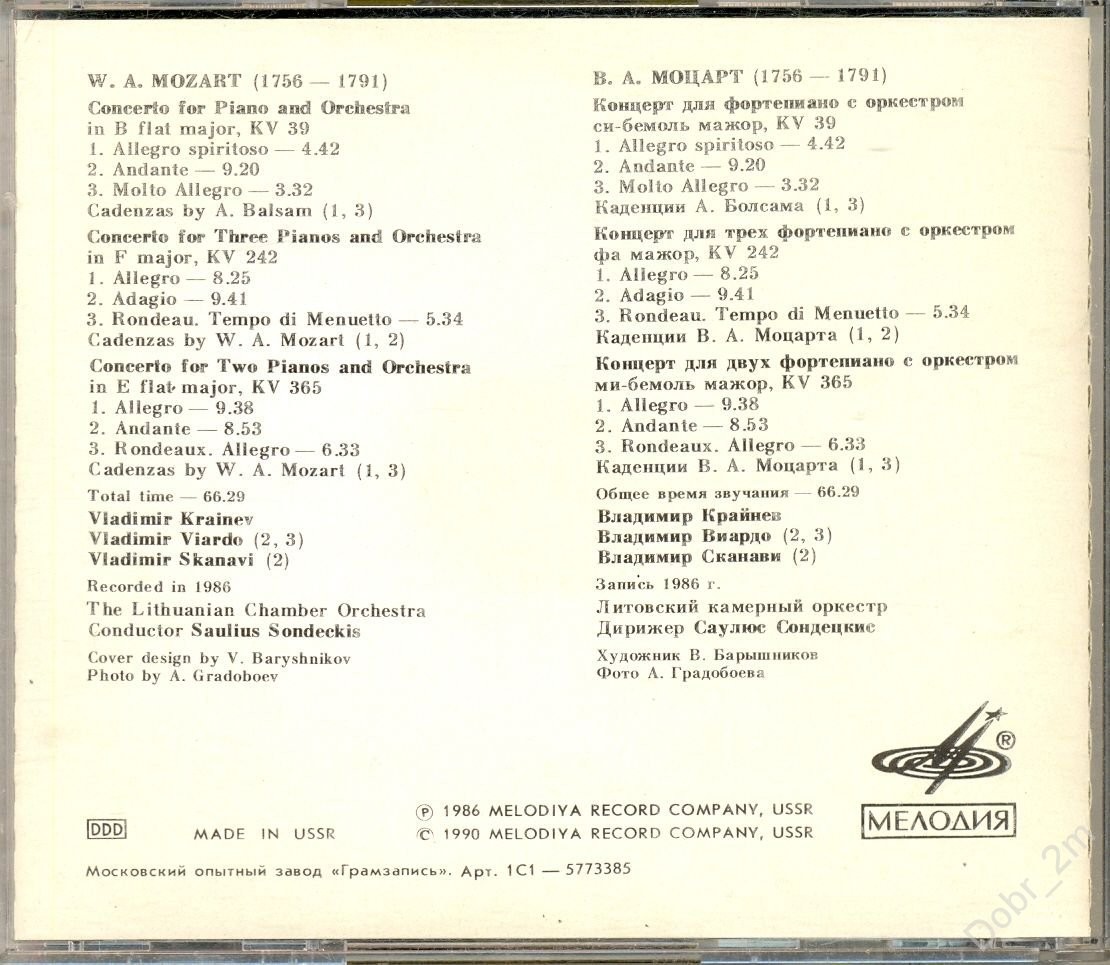 W. A. MOZART (1756 — 1791)
Concerto for Piano and Orchestra
in B flat major, KV 39
1. Allegro spiritoso — 4.42
2. Andante — 9.20
3. Molto Allegro — 3.32
Cadenzas by A. Balsam (1, 3)
Concerto for Three Pianos and Orchestra
in F major, KV 242
1. Allegro — 8.25
2. Adagio — 9.41
3. Rondeau. Tempo di Menuetto — 5.34
Cadenzas by W. A. Mozart (1, 2)
Concerto for Two Pianos and Orchestra
in E flat major, KV 365
1. Allegro — 9.38
2. Andante — 8.53
3. Rondeaux. Allegro — 6.33
Cadenzas by W. A. Mozart (1, 3)
Total time — 66.29
Vladimir Krainev
Vladimir Viardo (2, 3)
Vladimir Skanavi (2)
Recorded in 1986
The Lithuanian Chamber Orchestra
Conductor Saulius Sondeckis
Cover design by V. Baryshnikov
Photo by A. Gradoboev
В. А. МОЦАРТ (1756 — 1791)
Концерт для фортепиано с оркестром
си-бемоль мажор, KV 39
1. Allegro spiritoso — 4.42
2. Andante — 9.20
3. Molto Allegro — 3.32
Каденции А. Болсама (1, 3)
Концерт для трех фортепиано с оркестром
фа мажор, KV 242
1. Allegro — 8.25
2. Adagio — 9.41
3. Rondeau. Tempo di Menuetto — 5.34
Каденции В. А. Моцарта (1, 2)
Концерт для двух фортепиано с оркестром
ми-бемоль мажор, KV 365
1. Allegro — 9.38
2. Andante — 8.53
3. Rondeaux. Allegro — 6.33
Каденции В. А. Моцарта (1, 3)
Общее время звучания — 66.29
Владимир Крайнев
Владимир Виардо (2, 3)
Владимир Сканави (2)
Запись 1986 г.
Литовский камерный оркестр
Дирижер Саулюс Сондецкис
Художник В. Барышников
Фото А. Градобоева
®
МЕЛОДИЯ
DDD
MADE IN USSR
℗ 1986 MELODIYA RECORD COMPANY, USSR
© 1990 MELODIYA RECORD COMPANY, USSR
Московский опытный завод «Грамзапись». Арт. 1С1 — 5773385
Dobr_2m